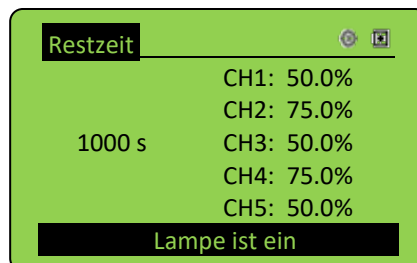 Restzeit
CH1: 50.0%
CH2: 75.0%
1000 s CH3: 50.0%
CH4: 75.0%
CH5: 50.0%
Lampe ist ein